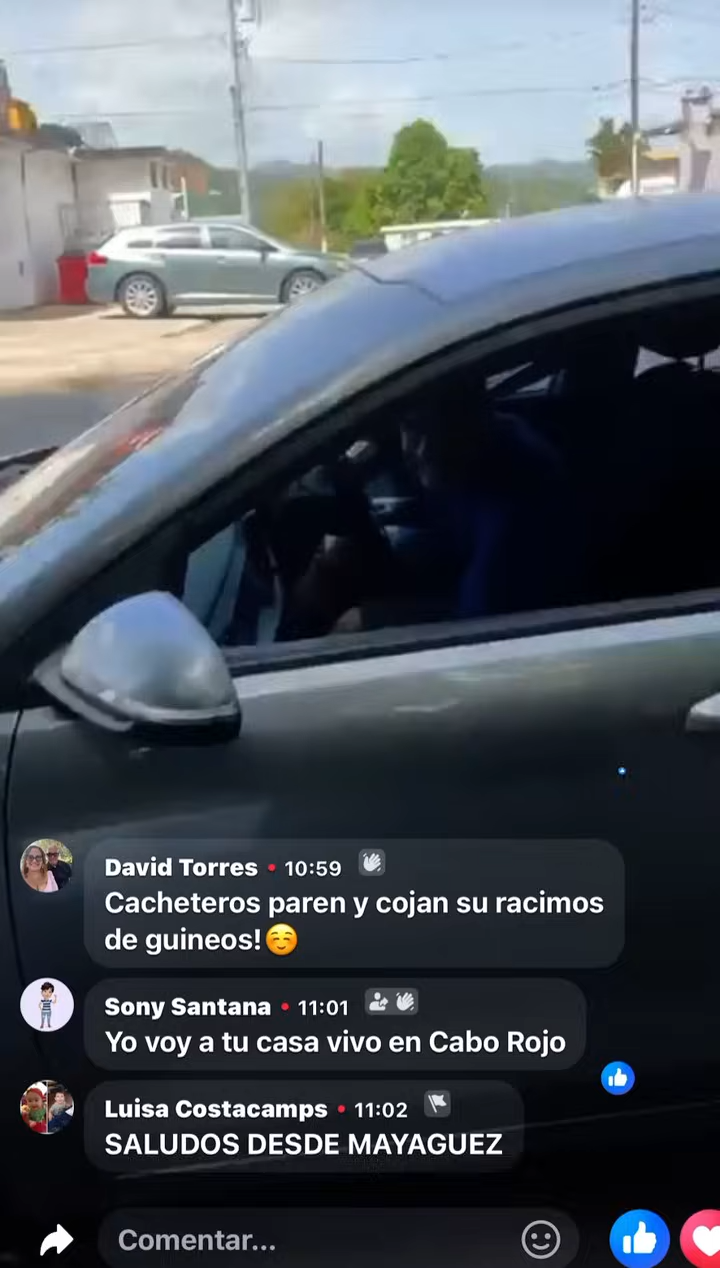 David Torres • 10:59
Cacheteros paren y cojan su racimos
de guineos!☺️
Sony Santana • 11:01
Yo voy a tu casa vivo en Cabo Rojo
Luisa Costacamps • 11:02
SALUDOS DESDE MAYAGUEZ
Comentar...